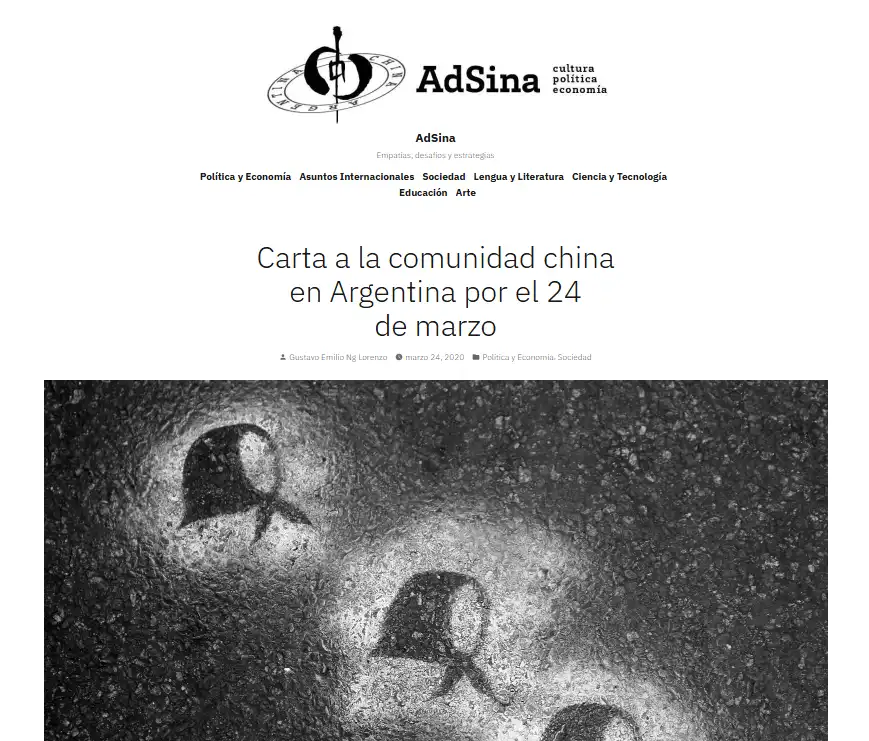 ARGENTINA CHINA
AdSina
cultura
política
economía
AdSina
Empatías, desafíos y estrategias
Política y Economía Asuntos Internacionales Sociedad Lengua y Literatura Ciencia y Tecnología
Educación Arte
Carta a la comunidad china
en Argentina por el 24
de marzo
Gustavo Emilio Ng Lorenzo marzo 24, 2020 Política y Economía, Sociedad